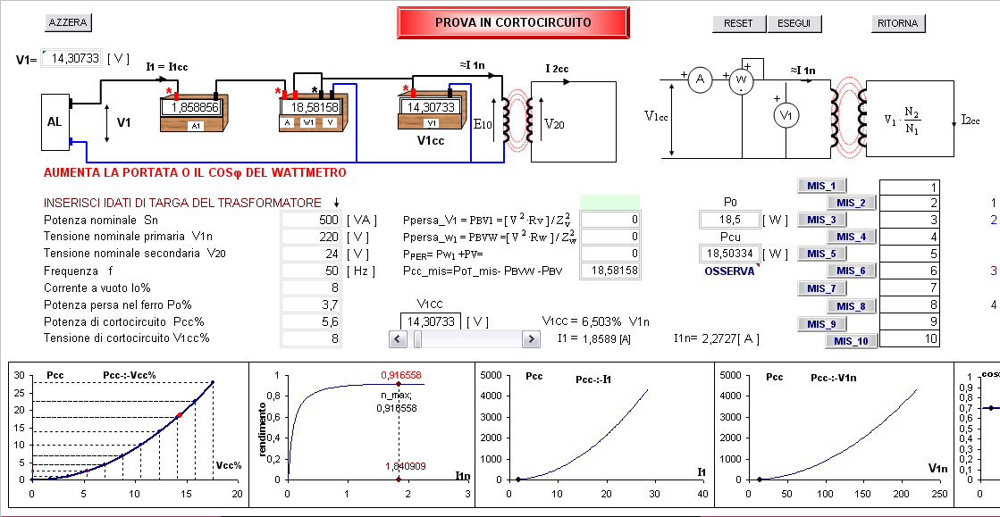 AZZERA
PROVA IN CORTOCIRCUITO
RESET ESEGUI RITORNA
V1= 14,30733 [ V ]
I1 = I1cc
≈I 1n
I 2cc
AL
V1
* 1,858856
A1
* * 18,58158
A W1 V
* 14,30733
V1
V1cc
E10
V20
+ A + W +
≈I 1n
V1cc
+ V1
V1 · N2 / N1
I2cc
AUMENTA LA PORTATA O IL COSφ DEL WATTMETRO
INSERISCI IDATI DI TARGA DEL TRASFORMATORE ↓
Potenza nominale Sn 500 [ VA ]
Tensione nominale primaria V1n 220 [ V ]
Tensione nominale secondaria V20 24 [ V ]
Frequenza f 50 [ Hz ]
Corrente a vuoto Io% 8
Potenza persa nel ferro Po% 3,7
Potenza di cortocircuito Pcc% 5,6
Tensione di cortocircuito V1cc% 8
Ppersa_V1 = PBV1 =[ V 2 ·Rv ] / Z 2 v 0
Ppersa_w1 = PBVW =[ V 2 ·Rw ] / Z 2 w 0
PPER= Pw1 +PV= 0
Pcc_mis=PoT_mis- PBVW -PBV 18,58158
V1CC
14,30733 [ V ]
V1cc = 6,503% V1n
I1 = 1,8589 [A]
I1n= 2,2727[ A ]
Po
18,5 [ W ]
Pcu
18,50334 [ W ]
OSSERVA
MIS_1 1
MIS_2 2 1
MIS_3 3 2
MIS_4 4
MIS_5 5
MIS_6 6 3
MIS_7 7
MIS_8 8 4
MIS_9 9
MIS_10 10
Pcc Pcc-:-Vcc%
30
25
20
15
10
5
0
Vcc%
0 5 10 15 20
0,916558
n_max;
0,916558
rendimento
1
0,8
0,6
0,4
0,2
0
1,840909
I1n
0 1 2 3
Pcc Pcc-:-I1
5000
4000
3000
2000
1000
0
I1
0 10 20 30 40
Pcc Pcc-:-V1n
5000
4000
3000
2000
1000
0
V1n
0 50 100 150 200 250
1
0,9
0,8
0,7
0,6
0,5
0,4
0,3
0,2
0,1
0
0